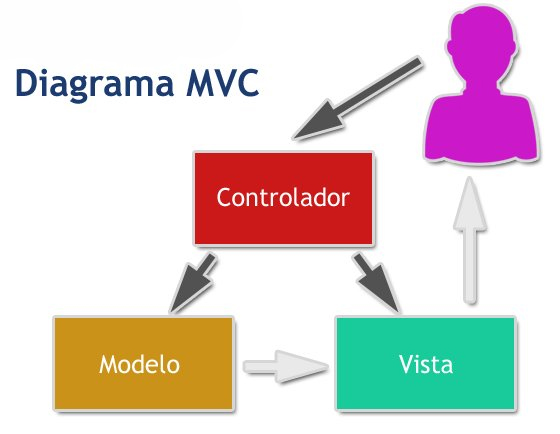 Diagrama MVC
Controlador
Modelo
Vista